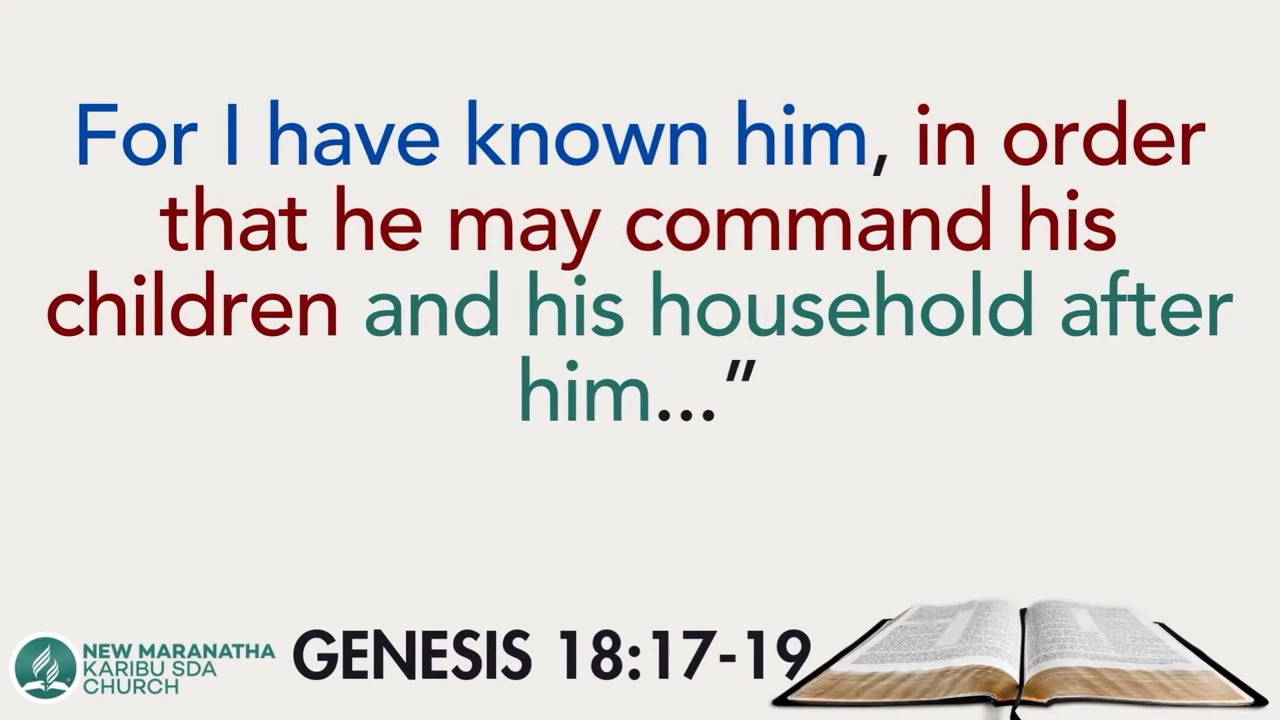 For I have known him, in order
that he may command his
children and his household after
him...”
NEW MARANATHA
KARIBU SDA
CHURCH
GENESIS 18:17-19